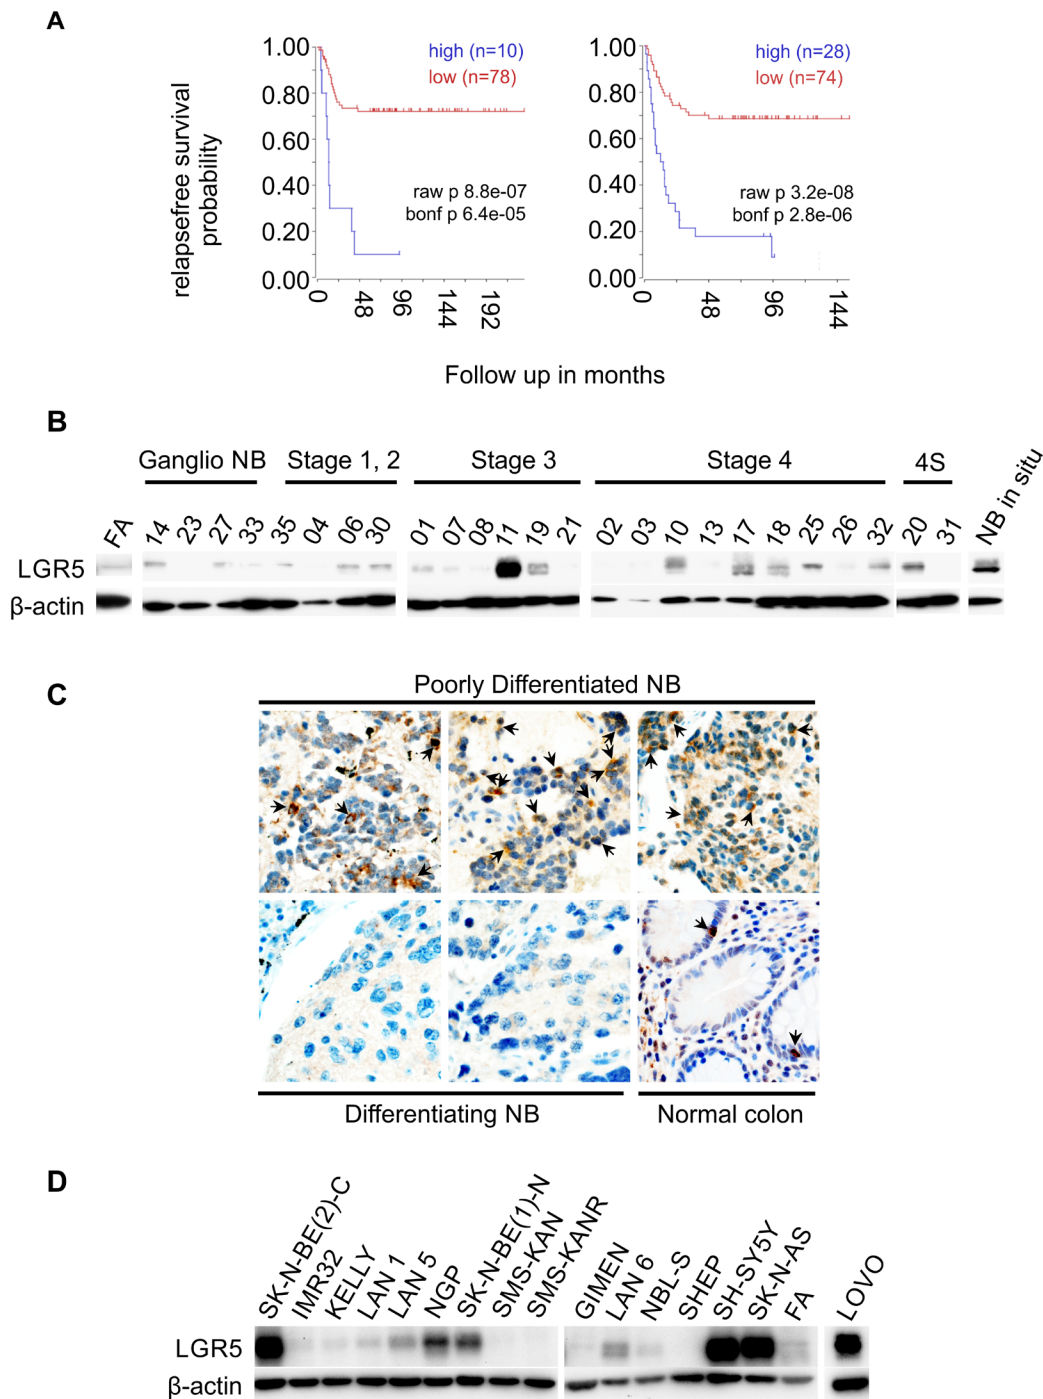 A
relapsefree survival
probability
1.00
0.80
0.60
0.40
0.20
0.00
high (n=10)
low (n=78)
raw p 8.8e-07
bonf p 6.4e-05
0 48 96 144 192
1.00
0.80
0.60
0.40
0.20
0.00
high (n=28)
low (n=74)
raw p 3.2e-08
bonf p 2.8e-06
0 48 96 144
Follow up in months
B
Ganglio NB Stage 1, 2 Stage 3 Stage 4 4S NB in situ
FA 14 23 27 33 35 04 06 30 01 07 08 11 19 21 02 03 10 13 17 18 25 26 32 20 31
LGR5
β-actin
C
Poorly Differentiated NB
Differentiating NB Normal colon
D
SK-N-BE(2)-C IMR32 KELLY LAN 1 LAN 5 NGP SK-N-BE(1)-N SMS-KAN SMS-KANR GIMEN LAN 6 NBL-S SHEP SH-SY5Y SK-N-AS FA LOVO
LGR5
β-actin